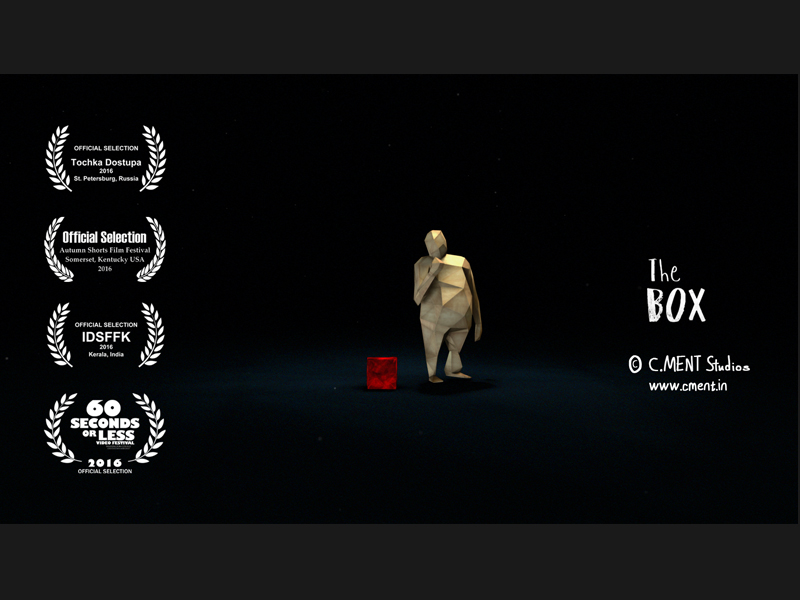 OFFICIAL SELECTION
Tochka Dostupa
2016
St. Petersburg, Russia
Official Selection
Autumn Shorts Film Festival
Somerset, Kentucky USA
2016
OFFICIAL SELECTION
IDSFFK
2016
Kerala, India
60
SECONDS
OR LESS
VIDEO FESTIVAL
2016
OFFICIAL SELECTION
The
BOX
© C.MENT Studios
www.cment.in